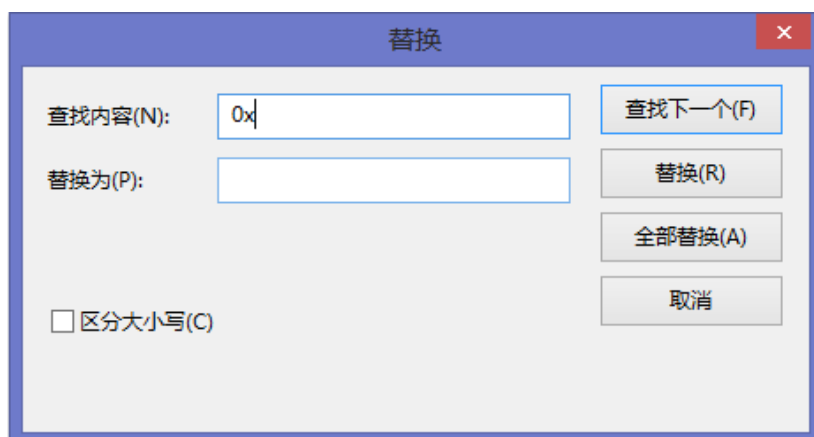 替换
查找内容(N): 0x 查找下一个(F)
替换为(P): 替换(R)
全部替换(A)
取消
区分大小写(C)